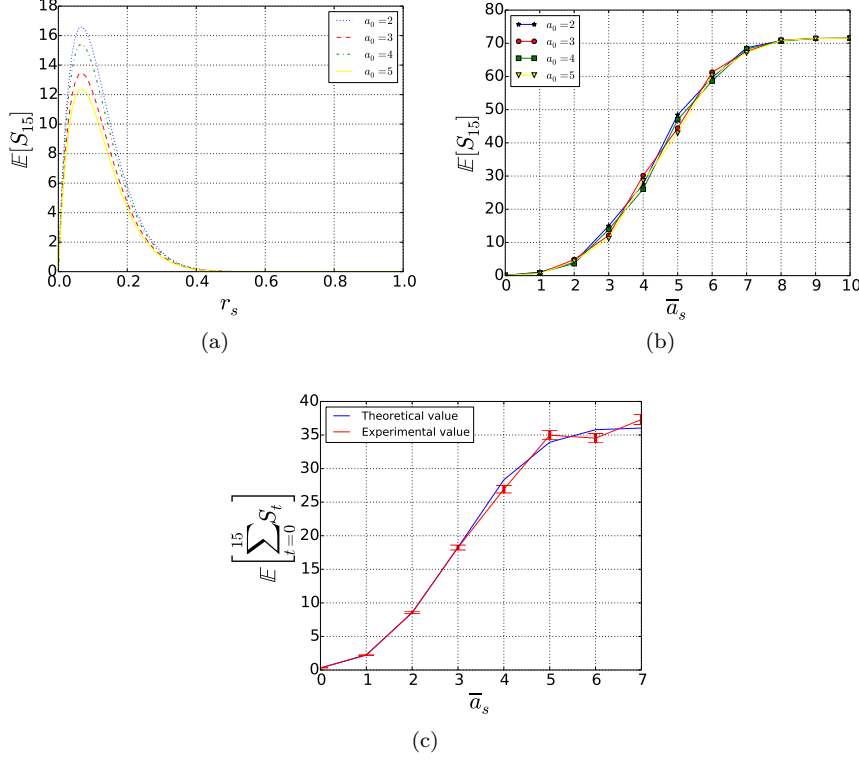 18
16
14
12
10
8
6
4
2
0
0.0 0.2 0.4 0.6 0.8 1.0
𝔼[S₁₅]
r_s
a₀=2
a₀=3
a₀=4
a₀=5
(a)
80
70
60
50
40
30
20
10
0
0 1 2 3 4 5 6 7 8 9 10
𝔼[S₁₅]
a̅_s
a₀=2
a₀=3
a₀=4
a₀=5
(b)
40
35
30
25
20
15
10
5
0
0 1 2 3 4 5 6 7
𝔼[∑_{t=0}^{15} S_t]
a̅_s
Theoretical value
Experimental value
(c)